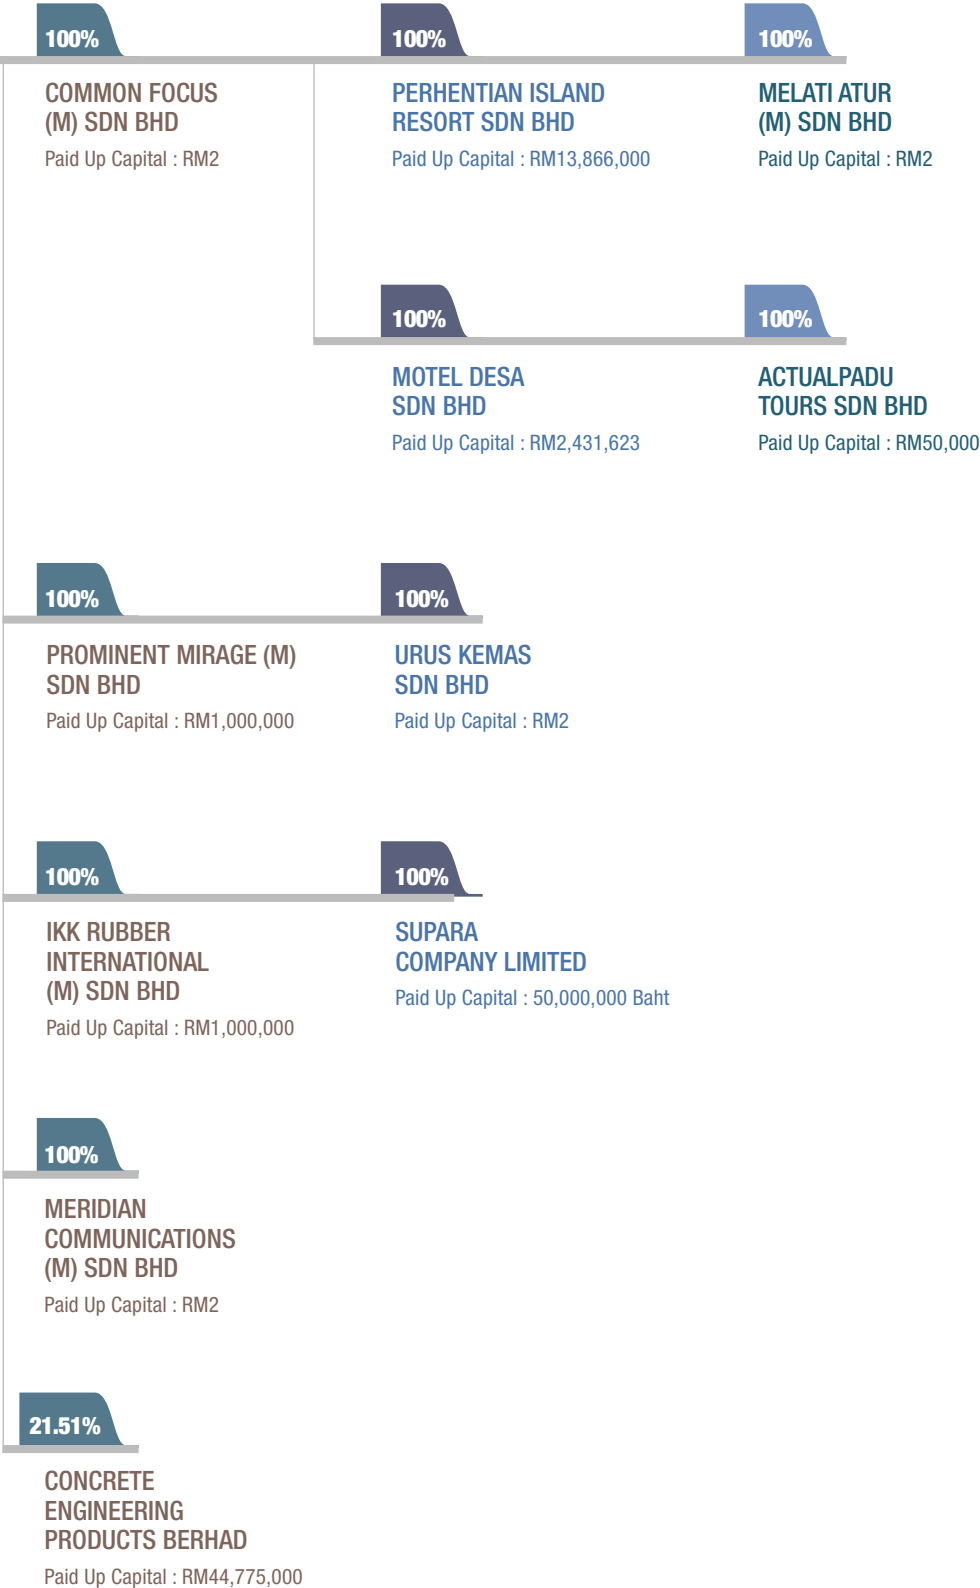 100%
COMMON FOCUS
(M) SDN BHD
Paid Up Capital : RM2
100%
PERHENTIAN ISLAND
RESORT SDN BHD
Paid Up Capital : RM13,866,000
100%
MELATI ATUR
(M) SDN BHD
Paid Up Capital : RM2
100%
MOTEL DESA
SDN BHD
Paid Up Capital : RM2,431,623
100%
ACTUALPADU
TOURS SDN BHD
Paid Up Capital : RM50,000
100%
PROMINENT MIRAGE (M)
SDN BHD
Paid Up Capital : RM1,000,000
100%
URUS KEMAS
SDN BHD
Paid Up Capital : RM2
100%
IKK RUBBER
INTERNATIONAL
(M) SDN BHD
Paid Up Capital : RM1,000,000
100%
SUPARA
COMPANY LIMITED
Paid Up Capital : 50,000,000 Baht
100%
MERIDIAN
COMMUNICATIONS
(M) SDN BHD
Paid Up Capital : RM2
21.51%
CONCRETE
ENGINEERING
PRODUCTS BERHAD
Paid Up Capital : RM44,775,000